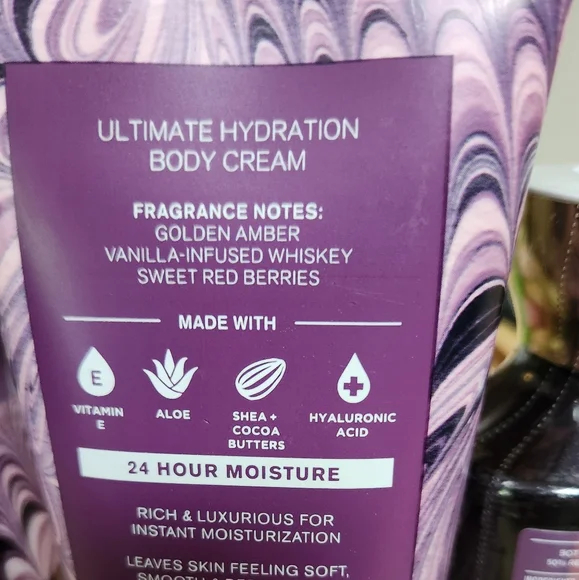 ULTIMATE HYDRATION
BODY CREAM
FRAGRANCE NOTES:
GOLDEN AMBER
VANILLA-INFUSED WHISKEY
SWEET RED BERRIES
MADE WITH
E
VITAMIN
E
ALOE
SHEA +
COCOA
BUTTERS
HYALURONIC
ACID
24 HOUR MOISTURE
RICH & LUXURIOUS FOR
INSTANT MOISTURIZATION
LEAVES SKIN FEELING SOFT,
SMOOTH &